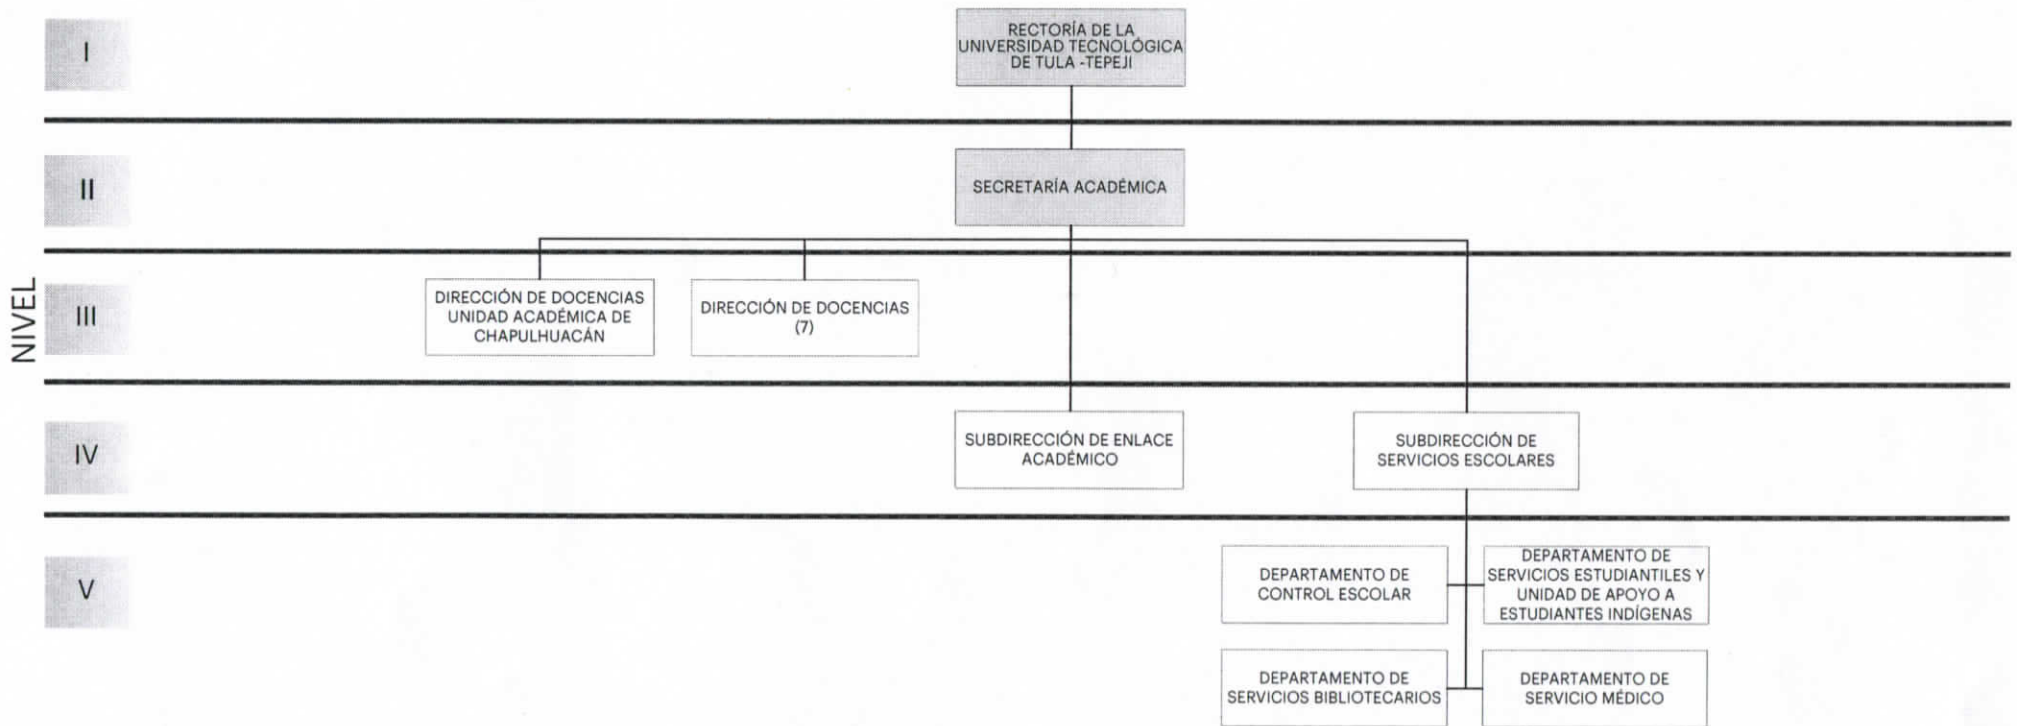 NIVEL
I
RECTORÍA DE LA
UNIVERSIDAD TECNOLÓGICA
DE TULA -TEPEJI
II
SECRETARÍA ACADÉMICA
III
DIRECCIÓN DE DOCENCIAS
UNIDAD ACADÉMICA DE
CHAPULHUACÁN
DIRECCIÓN DE DOCENCIAS
(7)
IV
SUBDIRECCIÓN DE ENLACE
ACADÉMICO
SUBDIRECCIÓN DE
SERVICIOS ESCOLARES
V
DEPARTAMENTO DE
CONTROL ESCOLAR
DEPARTAMENTO DE
SERVICIOS ESTUDIANTILES Y
UNIDAD DE APOYO A
ESTUDIANTES INDÍGENAS
DEPARTAMENTO DE
SERVICIOS BIBLIOTECARIOS
DEPARTAMENTO DE
SERVICIO MÉDICO